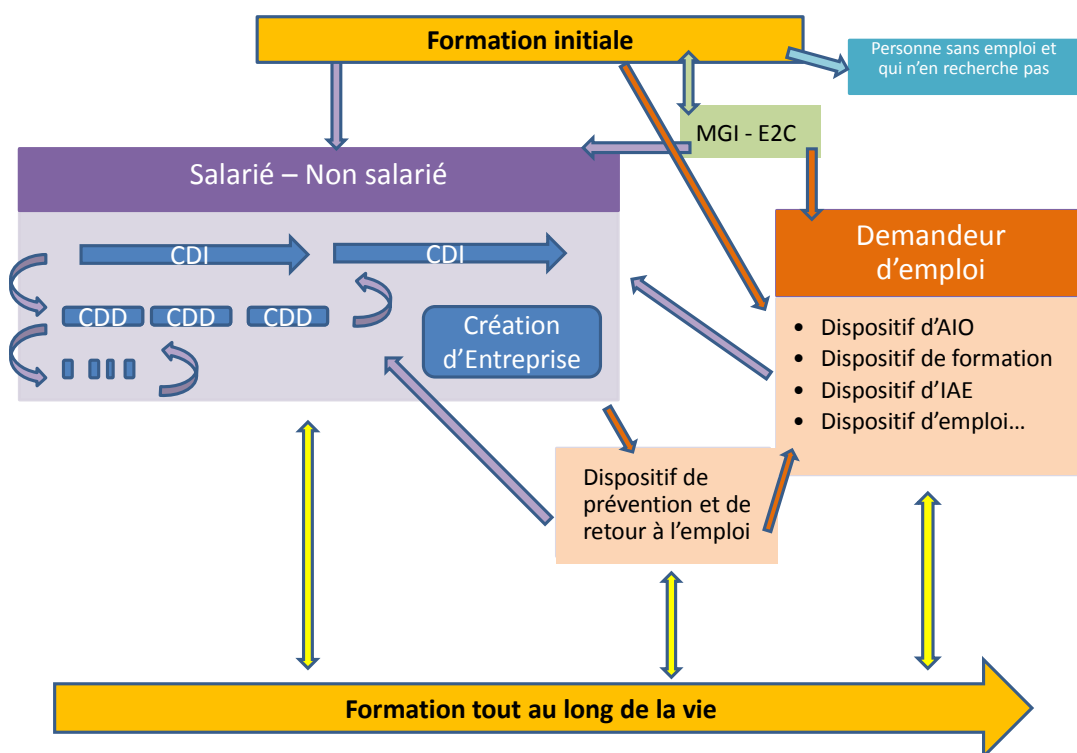 Formation initiale
Personne sans emploi et
qui n'en recherche pas
MGI - E2C
Salarié – Non salarié
CDI
CDI
CDD
CDD
CDD
Création
d'Entreprise
Demandeur
d'emploi
• Dispositif d'AIO
• Dispositif de formation
• Dispositif d'IAE
• Dispositif d'emploi…
Dispositif de
prévention et de
retour à l'emploi
Formation tout au long de la vie